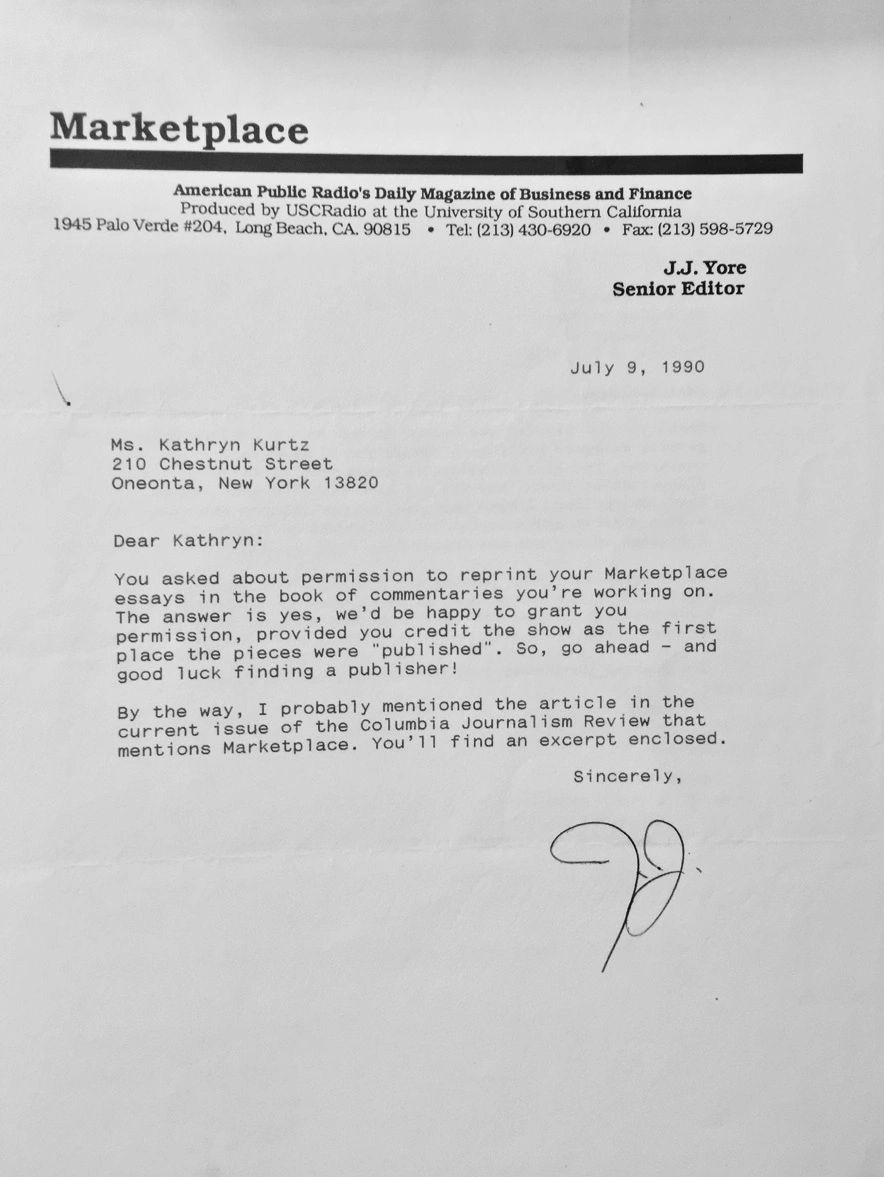 Marketplace
American Public Radio's Daily Magazine of Business and Finance
Produced by USCRadio at the University of Southern California
1945 Palo Verde #204, Long Beach, CA. 90815 • Tel: (213) 430-6920 • Fax: (213) 598-5729
J.J. Yore
Senior Editor
July 9, 1990
Ms. Kathryn Kurtz
210 Chestnut Street
Oneonta, New York 13820
Dear Kathryn:
You asked about permission to reprint your Marketplace
essays in the book of commentaries you're working on.
The answer is yes, we'd be happy to grant you
permission, provided you credit the show as the first
place the pieces were "published". So, go ahead - and
good luck finding a publisher!
By the way, I probably mentioned the article in the
current issue of the Columbia Journalism Review that
mentions Marketplace. You'll find an excerpt enclosed.
Sincerely,
JJ.